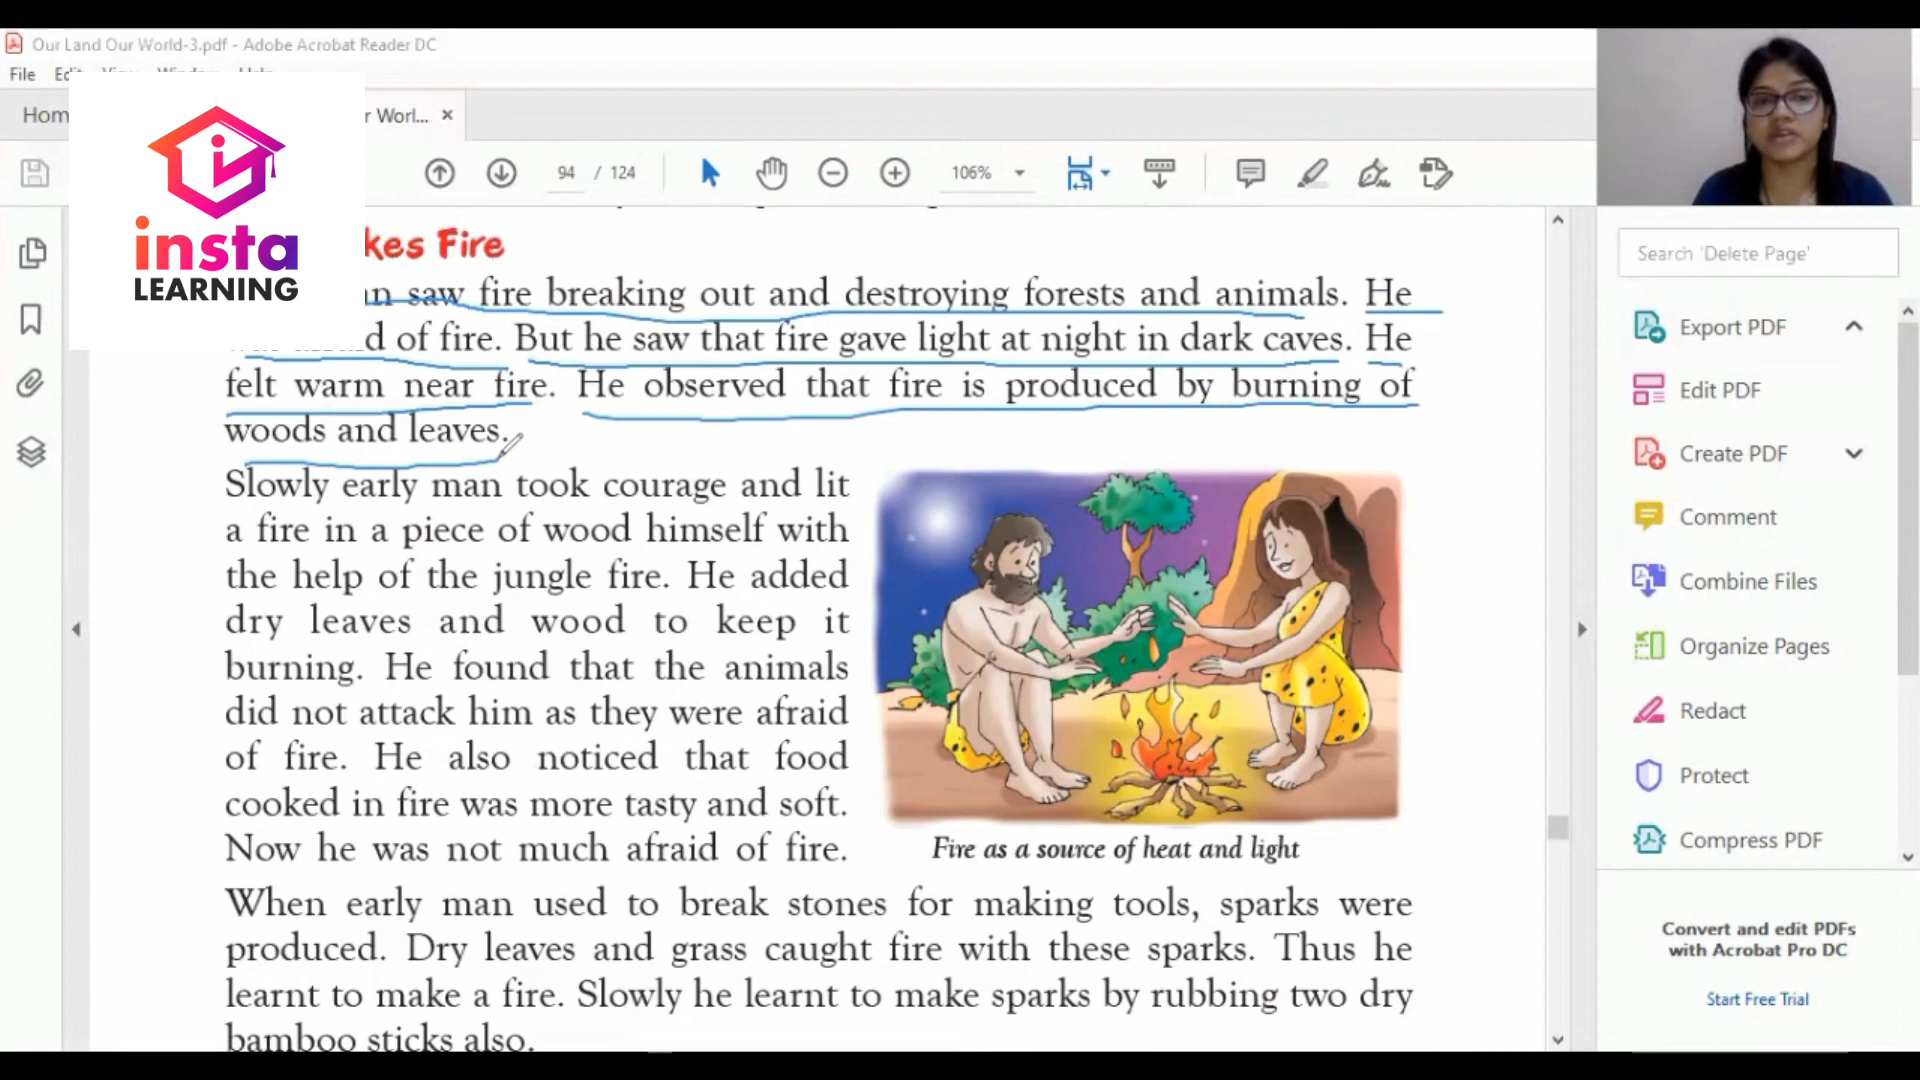 Our Land Our World-3.pdf - Adobe Acrobat Reader DC
File
r Worl... ×
94 / 124
106%
insta
LEARNING
Search 'Delete Page'
Export PDF
Edit PDF
Create PDF
Comment
Combine Files
Organize Pages
Redact
Protect
Compress PDF
Convert and edit PDFs
with Acrobat Pro DC
Start Free Trial
kes Fire
n saw fire breaking out and destroying forests and animals. He
d of fire. But he saw that fire gave light at night in dark caves. He
felt warm near fire. He observed that fire is produced by burning of
woods and leaves.
Slowly early man took courage and lit
a fire in a piece of wood himself with
the help of the jungle fire. He added
dry leaves and wood to keep it
burning. He found that the animals
did not attack him as they were afraid
of fire. He also noticed that food
cooked in fire was more tasty and soft.
Now he was not much afraid of fire.
Fire as a source of heat and light
When early man used to break stones for making tools, sparks were
produced. Dry leaves and grass caught fire with these sparks. Thus he
learnt to make a fire. Slowly he learnt to make sparks by rubbing two dry
bamboo sticks also.